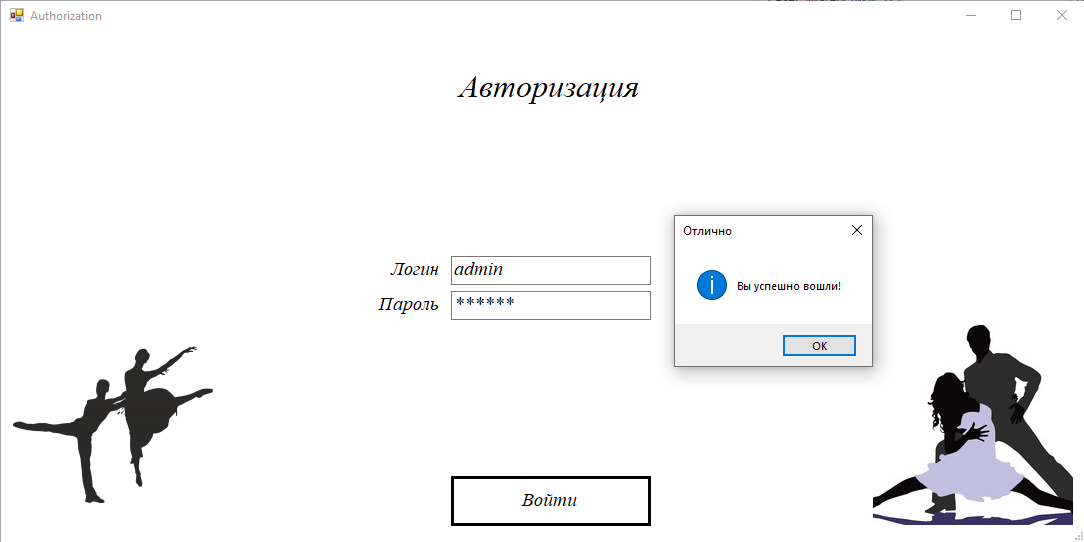 Authorization
Авторизация
Отлично
Логин admin
Вы успешно вошли!
Пароль ******
OK
Войти